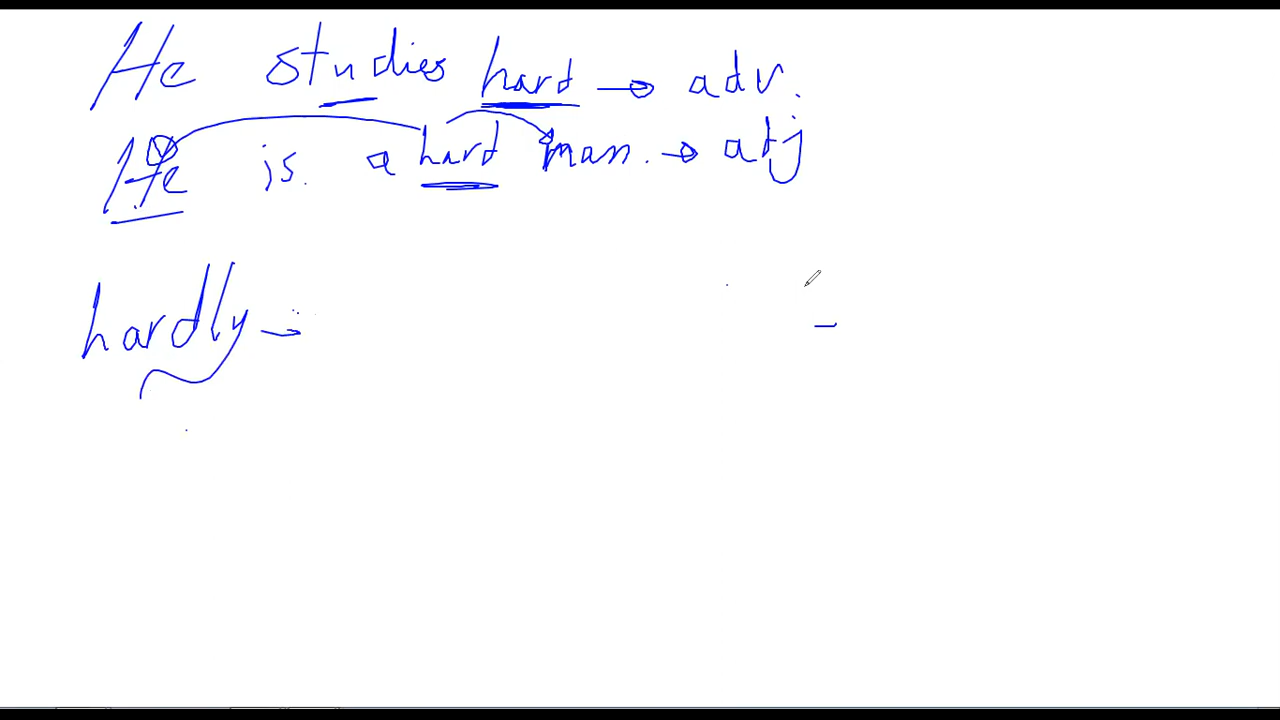 He studies hard → adv.
He is a hard man. → adj
hardly →